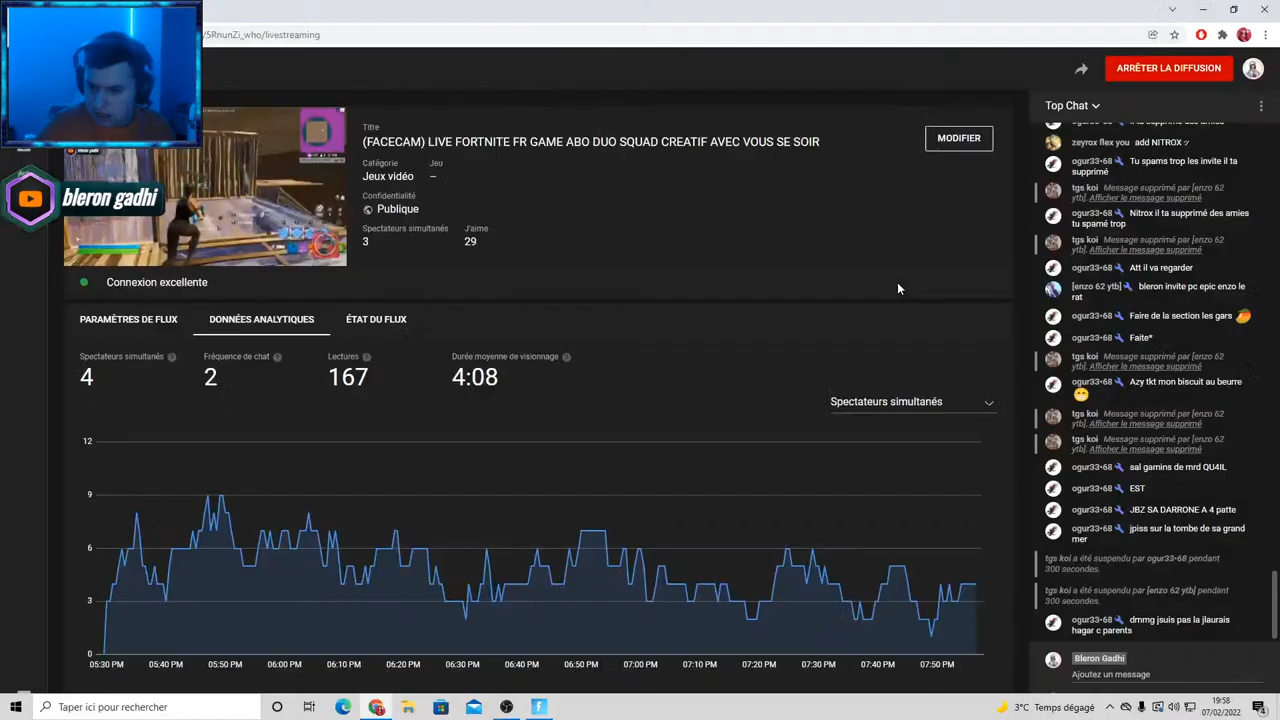 5RnunZi_who/livestreaming
ARRÊTER LA DIFFUSION
bleron gadhi
Titre
(FACECAM) LIVE FORTNITE FR GAME ABO DUO SQUAD CREATIF AVEC VOUS SE SOIR
MODIFIER
Catégorie
Jeu
Jeux vidéo
–
Confidentialité
Publique
Spectateurs simultanés
J'aime
3
29
Connexion excellente
PARAMÈTRES DE FLUX
DONNÉES ANALYTIQUES
ÉTAT DU FLUX
Spectateurs simultanés
Fréquence de chat
Lectures
Durée moyenne de visionnage
4
2
167
4:08
Spectateurs simultanés
12
9
6
3
0
05:30 PM
05:40 PM
05:50 PM
06:00 PM
06:10 PM
06:20 PM
06:30 PM
06:40 PM
06:50 PM
07:00 PM
07:10 PM
07:20 PM
07:30 PM
07:40 PM
07:50 PM
Top Chat
zeyrox flex you add NITROXッ
ogur33•68 Tu spams trop les invite il ta
supprimé
tgs koi Message supprimé par [enzo 62
ytb]. Afficher le message supprimé
ogur33•68 Nitrox il ta supprimé des amies
tu spamé trop
tgs koi Message supprimé par [enzo 62
ytb]. Afficher le message supprimé
ogur33•68 Att il va regarder
[enzo 62 ytb] bleron invite pc epic enzo le
rat
ogur33•68 Faire de la section les gars 🥭
ogur33•68 Faite*
tgs koi Message supprimé par [enzo 62
ytb]. Afficher le message supprimé
ogur33•68 Azy tkt mon biscuit au beurre
😁
tgs koi Message supprimé par [enzo 62
ytb]. Afficher le message supprimé
tgs koi Message supprimé par [enzo 62
ytb]. Afficher le message supprimé
ogur33•68 sal gamins de mrd QU4IL
ogur33•68 EST
ogur33•68 JBZ SA DARRONE A 4 patte
ogur33•68 jpiss sur la tombe de sa grand
mer
tgs koi a été suspendu par ogur33•68 pendant
300 secondes.
tgs koi a été suspendu par [enzo 62 ytb] pendant
300 secondes.
ogur33•68 dmmg jsuis pas la jlaurais
hagar c parents
Bleron Gadhi
Ajoutez un message
Taper ici pour rechercher
3°C Temps dégagé
19:58
07/02/2022